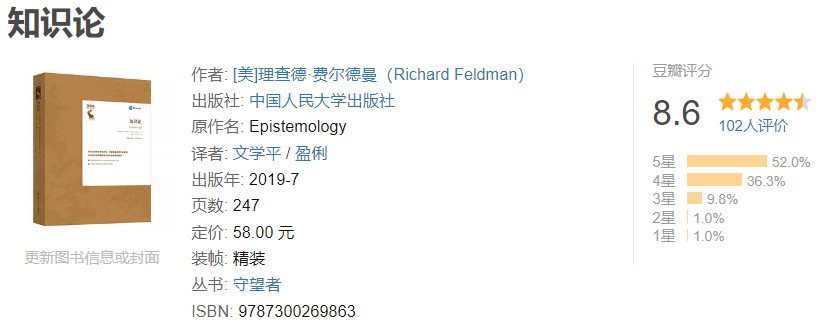 知识论
作者: [美]理查德·费尔德曼（Richard Feldman）
出版社: 中国人民大学出版社
原作名: Epistemology
译者: 文学平 / 盈俐
出版年: 2019-7
页数: 247
定价: 58.00 元
装帧: 精装
丛书: 守望者
ISBN: 9787300269863
更新图书信息或封面
豆瓣评分
8.6
102人评价
5星 52.0%
4星 36.3%
3星 9.8%
2星 1.0%
1星 1.0%